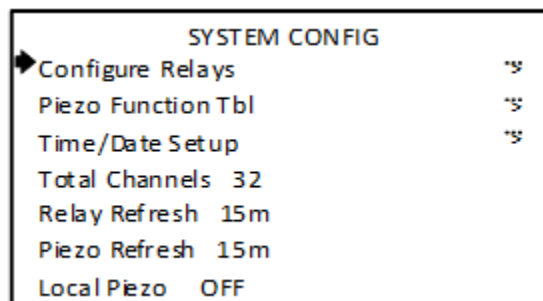 SYSTEM CONFIG
Configure Relays
Piezo Function Tbl
Time/Date Setup
Total Channels 32
Relay Refresh 15m
Piezo Refresh 15m
Local Piezo OFF